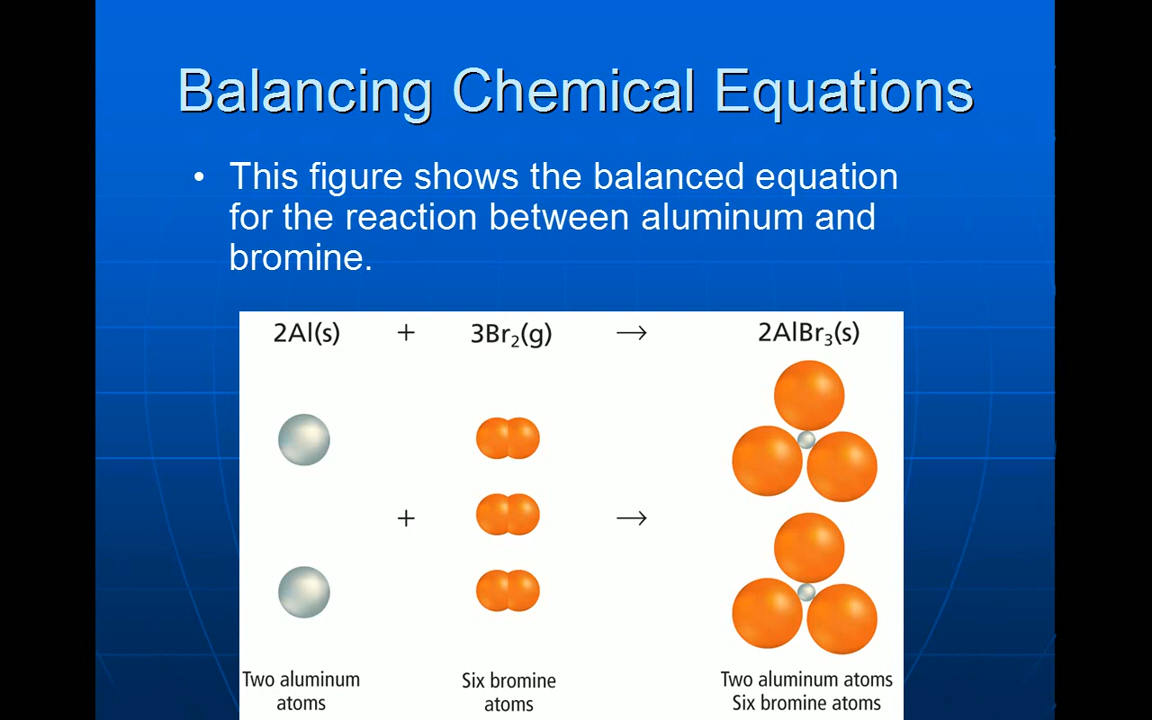 Balancing Chemical Equations
• This figure shows the balanced equation
for the reaction between aluminum and
bromine.
2Al(s) + 3Br₂(g) → 2AlBr₃(s)
+ →
Two aluminum
atoms
Six bromine
atoms
Two aluminum atoms
Six bromine atoms